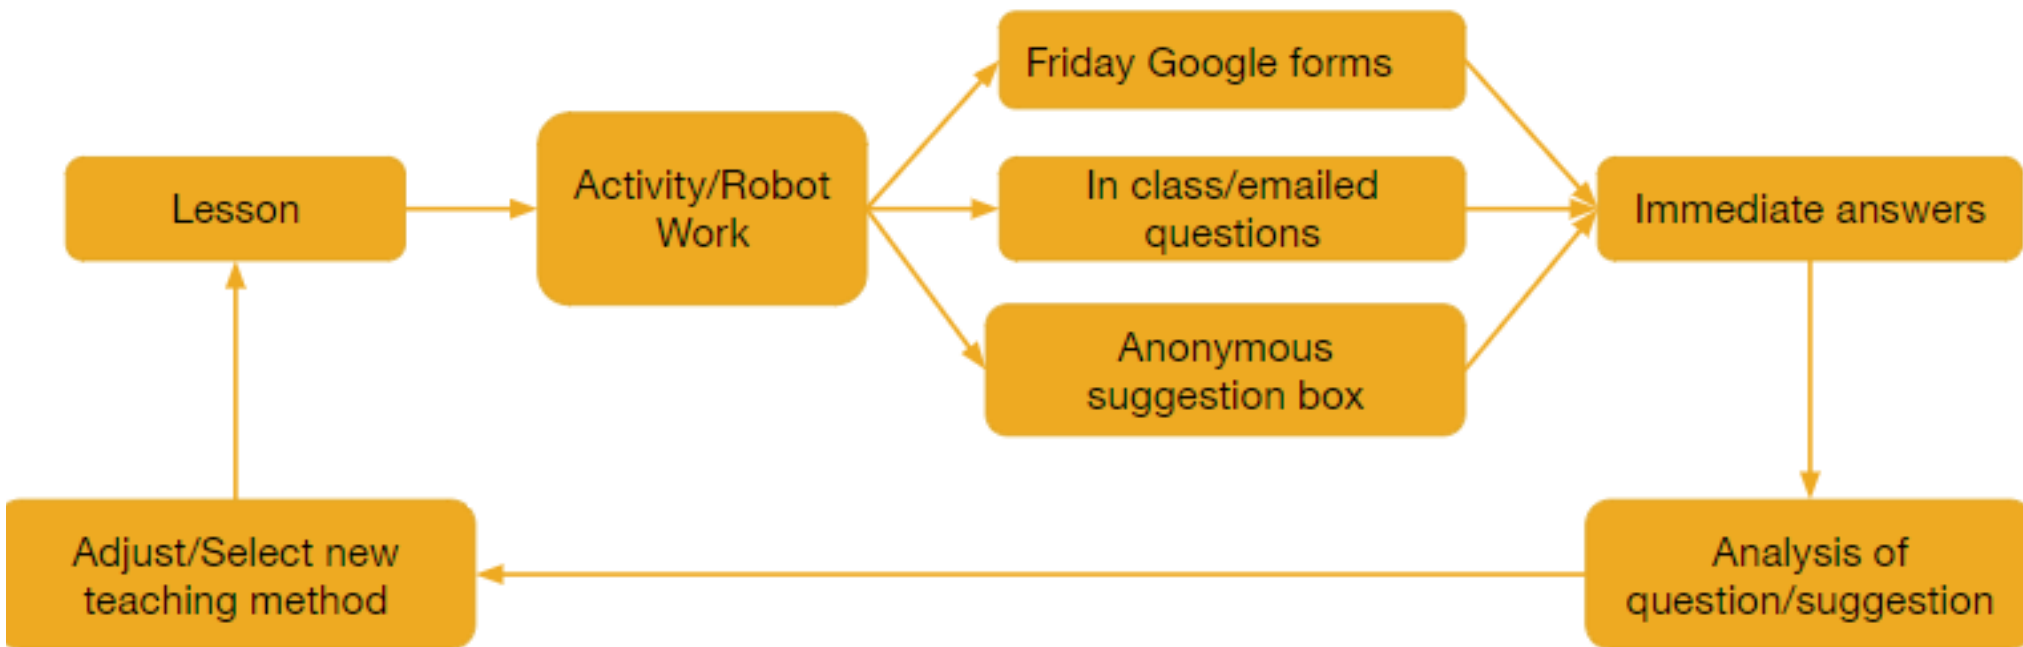 Lesson
Activity/Robot
Work
Friday Google forms
In class/emailed
questions
Anonymous
suggestion box
Immediate answers
Analysis of
question/suggestion
Adjust/Select new
teaching method